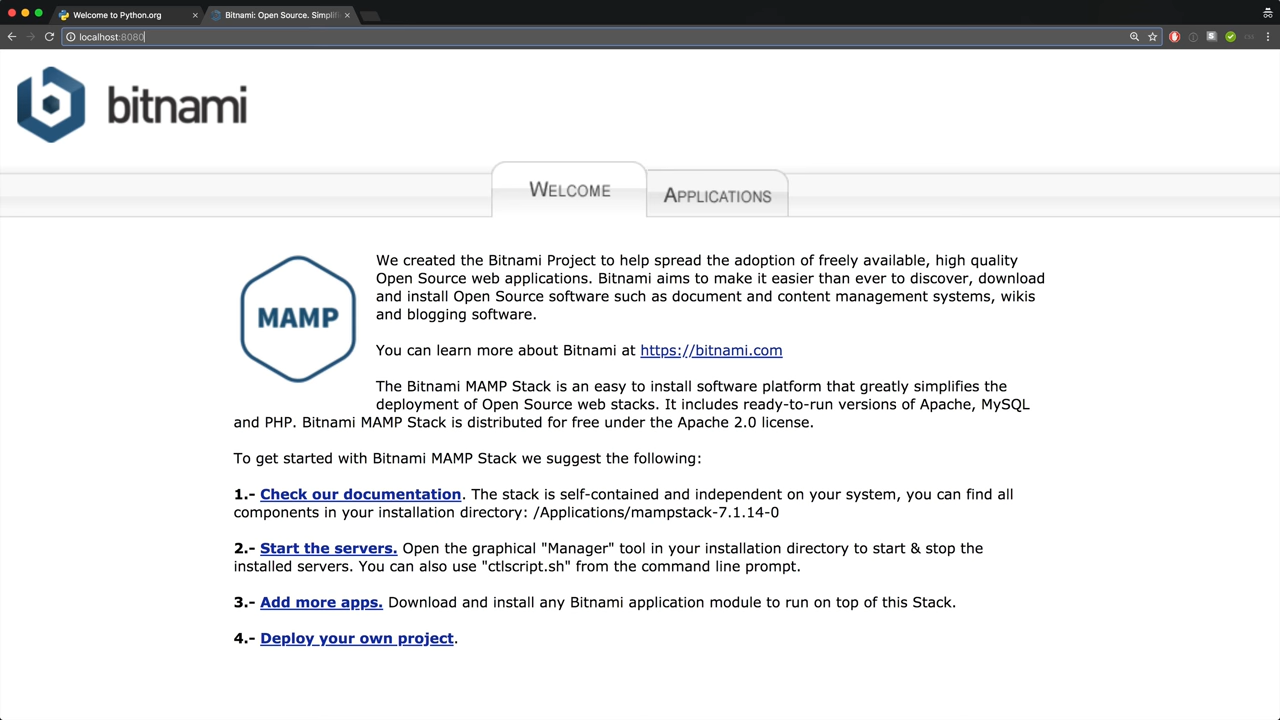 Welcome to Python.org
Bitnami: Open Source. Simplifi
localhost:8080
bitnami
WELCOME
APPLICATIONS
MAMP
We created the Bitnami Project to help spread the adoption of freely available, high quality
Open Source web applications. Bitnami aims to make it easier than ever to discover, download
and install Open Source software such as document and content management systems, wikis
and blogging software.
You can learn more about Bitnami at https://bitnami.com
The Bitnami MAMP Stack is an easy to install software platform that greatly simplifies the
deployment of Open Source web stacks. It includes ready-to-run versions of Apache, MySQL
and PHP. Bitnami MAMP Stack is distributed for free under the Apache 2.0 license.
To get started with Bitnami MAMP Stack we suggest the following:
1.- Check our documentation. The stack is self-contained and independent on your system, you can find all
components in your installation directory: /Applications/mampstack-7.1.14-0
2.- Start the servers. Open the graphical "Manager" tool in your installation directory to start & stop the
installed servers. You can also use "ctlscript.sh" from the command line prompt.
3.- Add more apps. Download and install any Bitnami application module to run on top of this Stack.
4.- Deploy your own project.